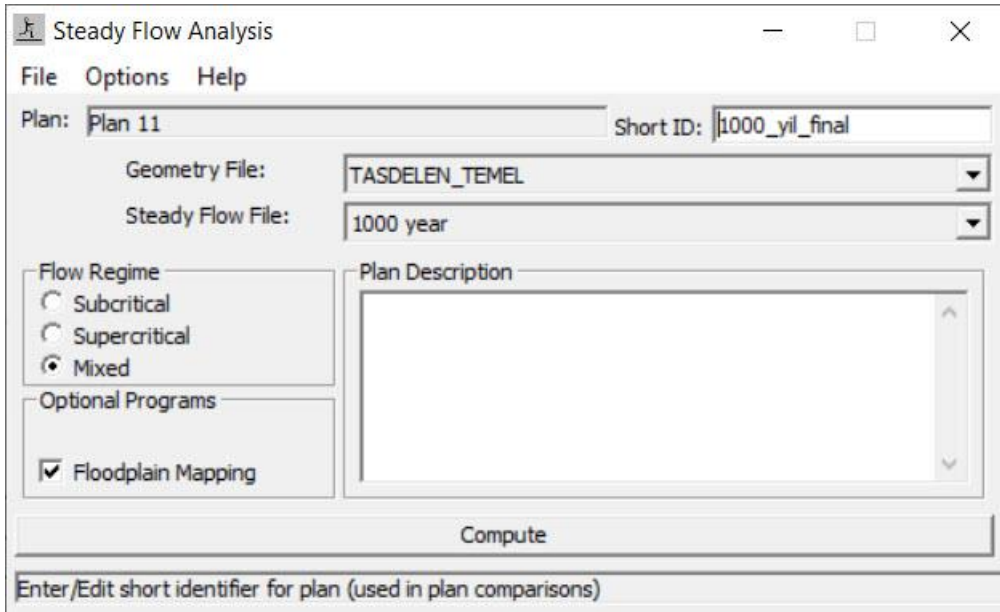 Steady Flow Analysis
File Options Help
Plan: Plan 11 Short ID: 1000_yil_final
Geometry File: TASDELEN_TEMEL
Steady Flow File: 1000 year
Flow Regime
Subcritical
Supercritical
Mixed
Plan Description
Optional Programs
Floodplain Mapping
Compute
Enter/Edit short identifier for plan (used in plan comparisons)